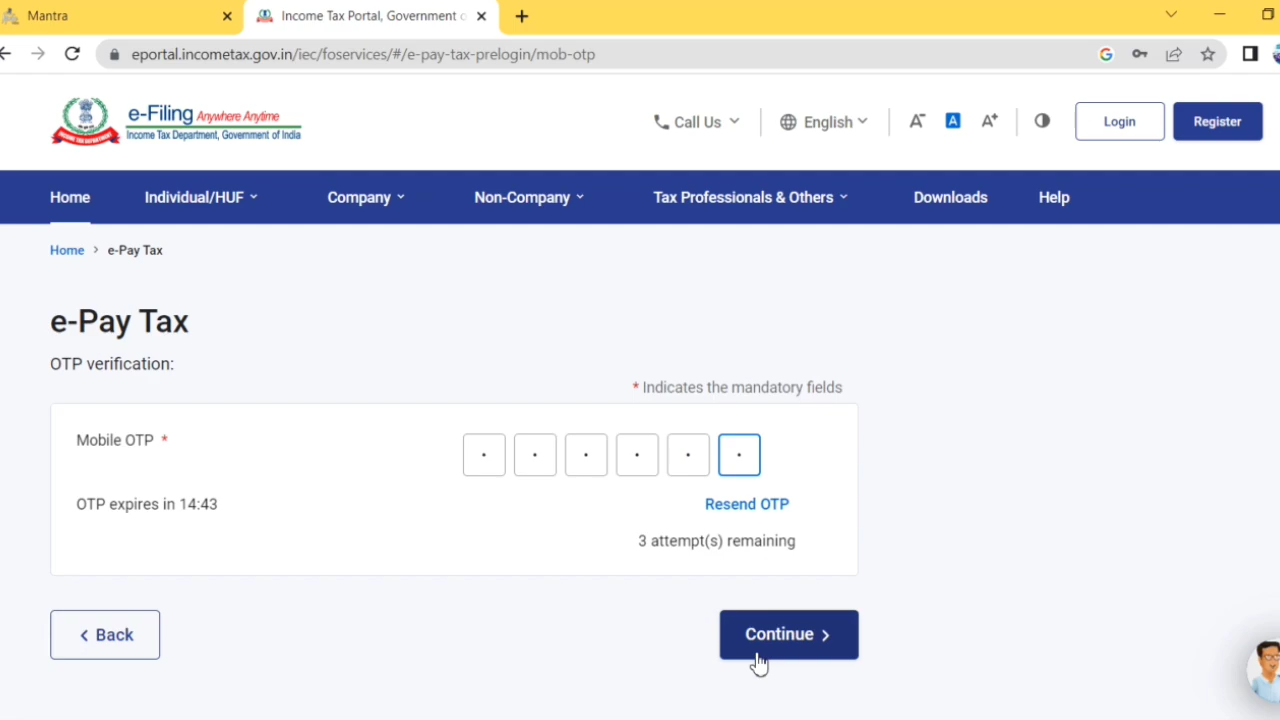 Mantra
Income Tax Portal, Government
eportal.incometax.gov.in/iec/foservices/#/e-pay-tax-prelogin/mob-otp
e-Filing Anywhere Anytime
Income Tax Department, Government of India
Call Us
English
A-
A
A+
Login
Register
Home
Individual/HUF
Company
Non-Company
Tax Professionals & Others
Downloads
Help
Home > e-Pay Tax
e-Pay Tax
OTP verification:
* Indicates the mandatory fields
Mobile OTP *
OTP expires in 14:43
Resend OTP
3 attempt(s) remaining
< Back
Continue >